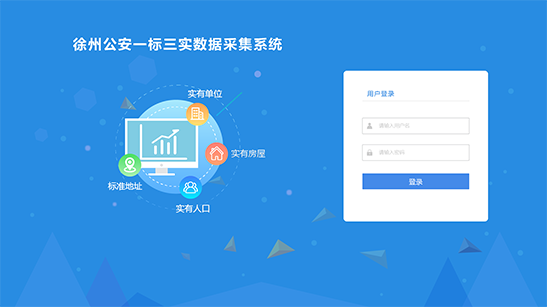 徐州公安一标三实数据采集系统
实有单位
实有房屋
标准地址
实有人口
用户登录
请输入用户名
请输入密码
登录